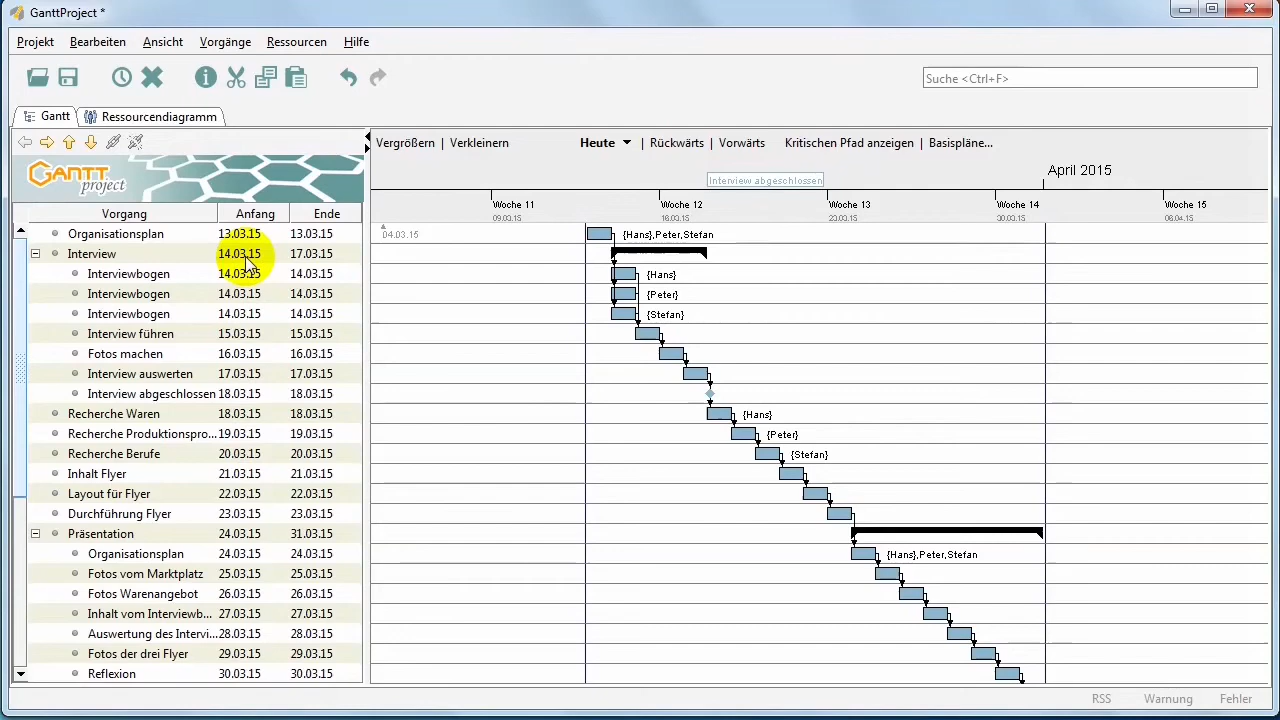 GanttProject *
Projekt Bearbeiten Ansicht Vorgänge Ressourcen Hilfe
Suche <Ctrl+F>
Gantt Ressourcendiagramm
Vergrößern | Verkleinern Heute | Rückwärts | Vorwärts Kritischen Pfad anzeigen | Basispläne...
GANTT project
April 2015
Interview abgeschlossen
Woche 11 Woche 12 Woche 13 Woche 14 Woche 15
09.03.15 16.03.15 23.03.15 30.03.15 06.04.15
Vorgang Anfang Ende
04.03.15
Organisationsplan 13.03.15 13.03.15 {Hans},Peter,Stefan
Interview 14.03.15 17.03.15
Interviewbogen 14.03.15 14.03.15 {Hans}
Interviewbogen 14.03.15 14.03.15 {Peter}
Interviewbogen 14.03.15 14.03.15 {Stefan}
Interview führen 15.03.15 15.03.15
Fotos machen 16.03.15 16.03.15
Interview auswerten 17.03.15 17.03.15
Interview abgeschlossen 18.03.15 18.03.15
Recherche Waren 18.03.15 18.03.15 {Hans}
Recherche Produktionspro... 19.03.15 19.03.15 {Peter}
Recherche Berufe 20.03.15 20.03.15 {Stefan}
Inhalt Flyer 21.03.15 21.03.15
Layout für Flyer 22.03.15 22.03.15
Durchführung Flyer 23.03.15 23.03.15
Präsentation 24.03.15 31.03.15
Organisationsplan 24.03.15 24.03.15 {Hans},Peter,Stefan
Fotos vom Marktplatz 25.03.15 25.03.15
Fotos Warenangebot 26.03.15 26.03.15
Inhalt vom Interviewb... 27.03.15 27.03.15
Auswertung des Intervi... 28.03.15 28.03.15
Fotos der drei Flyer 29.03.15 29.03.15
Reflexion 30.03.15 30.03.15
RSS Warnung Fehler